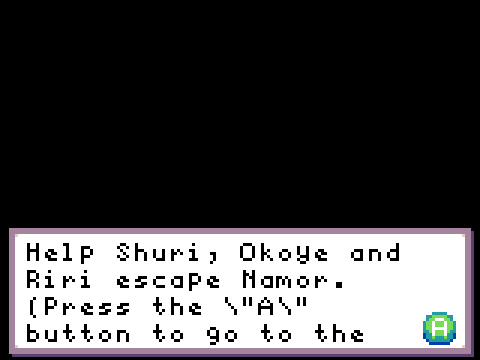 Help Shuri, Okoye and
Riri escape Namor.
(Press the \"A\"
button to go to the
A